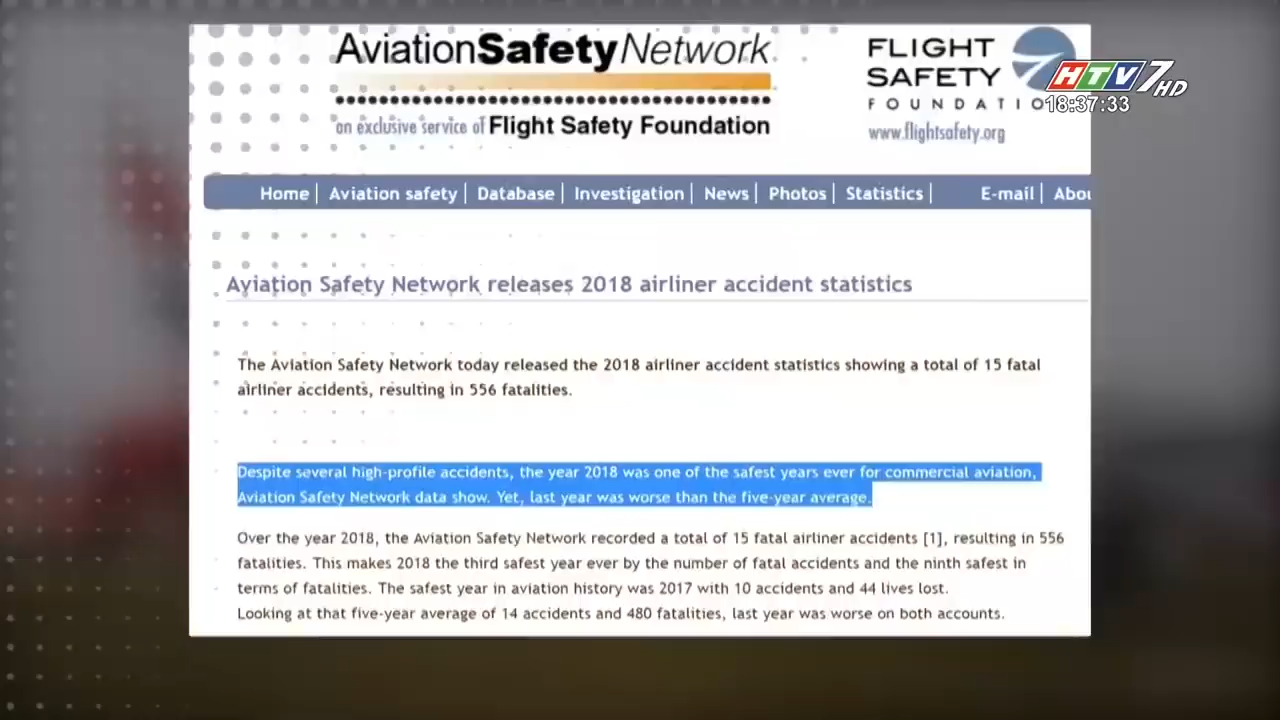 AviationSafetyNetwork
an exclusive service of Flight Safety Foundation
FLIGHT
SAFETY
FOUNDATIO
www.flightsafety.org
HTV7 HD
18:37:33
Home | Aviation safety | Database | Investigation | News | Photos | Statistics | E-mail | Abou
Aviation Safety Network releases 2018 airliner accident statistics
The Aviation Safety Network today released the 2018 airliner accident statistics showing a total of 15 fatal
airliner accidents, resulting in 556 fatalities.
Despite several high-profile accidents, the year 2018 was one of the safest years ever for commercial aviation,
Aviation Safety Network data show. Yet, last year was worse than the five-year average.
Over the year 2018, the Aviation Safety Network recorded a total of 15 fatal airliner accidents [1], resulting in 556
fatalities. This makes 2018 the third safest year ever by the number of fatal accidents and the ninth safest in
terms of fatalities. The safest year in aviation history was 2017 with 10 accidents and 44 lives lost.
Looking at that five-year average of 14 accidents and 480 fatalities, last year was worse on both accounts.